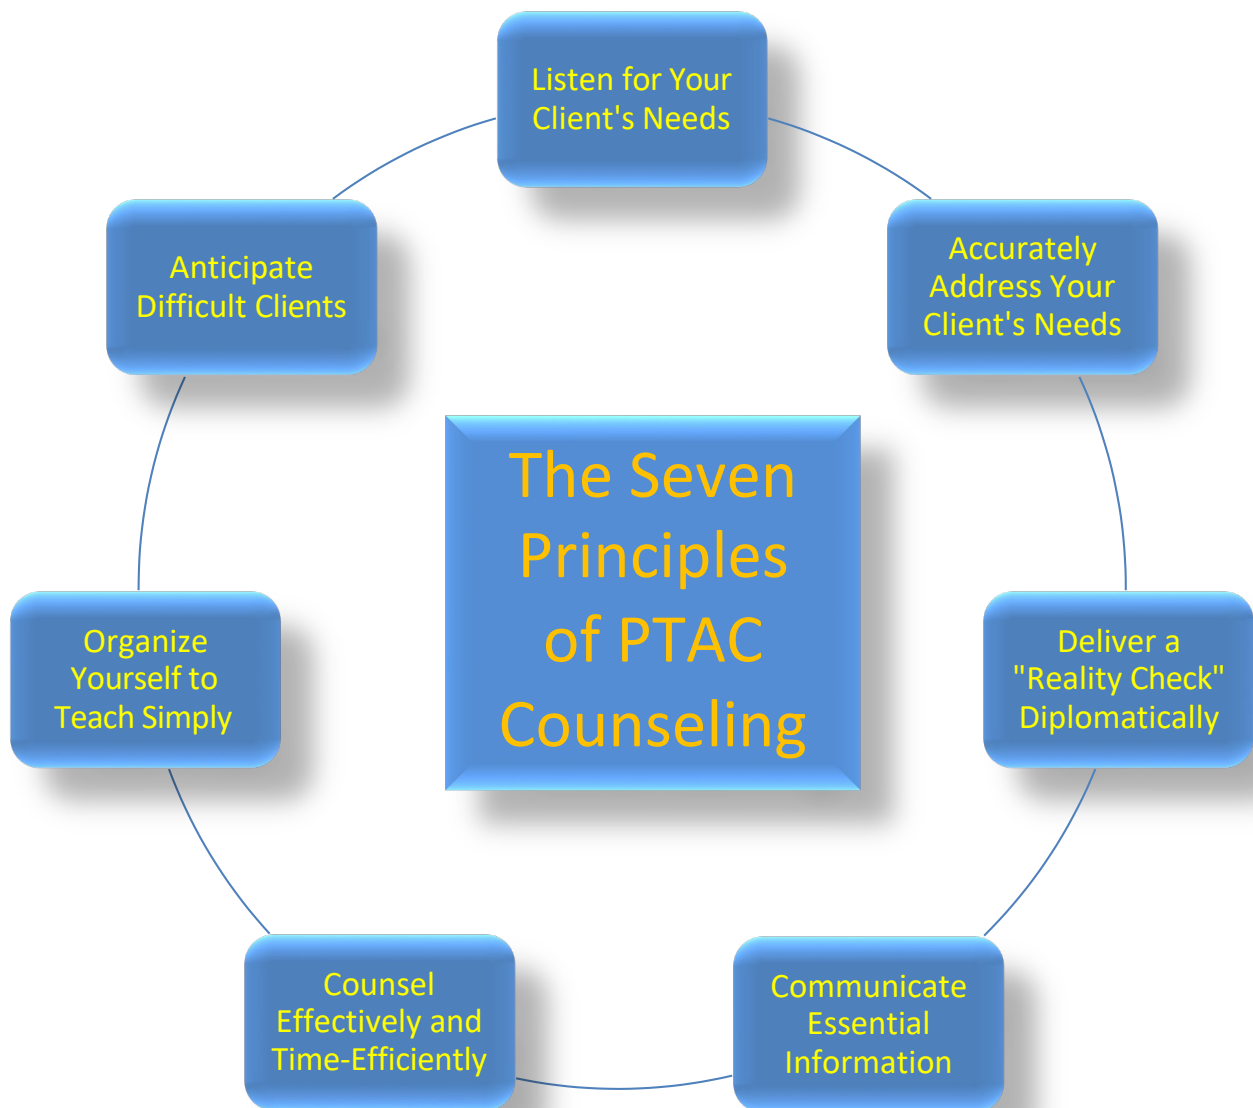 Listen for Your
Client's Needs
Accurately
Address Your
Client's Needs
Deliver a
"Reality Check"
Diplomatically
Communicate
Essential
Information
Counsel
Effectively and
Time-Efficiently
Organize
Yourself to
Teach Simply
Anticipate
Difficult Clients
The Seven
Principles
of PTAC
Counseling